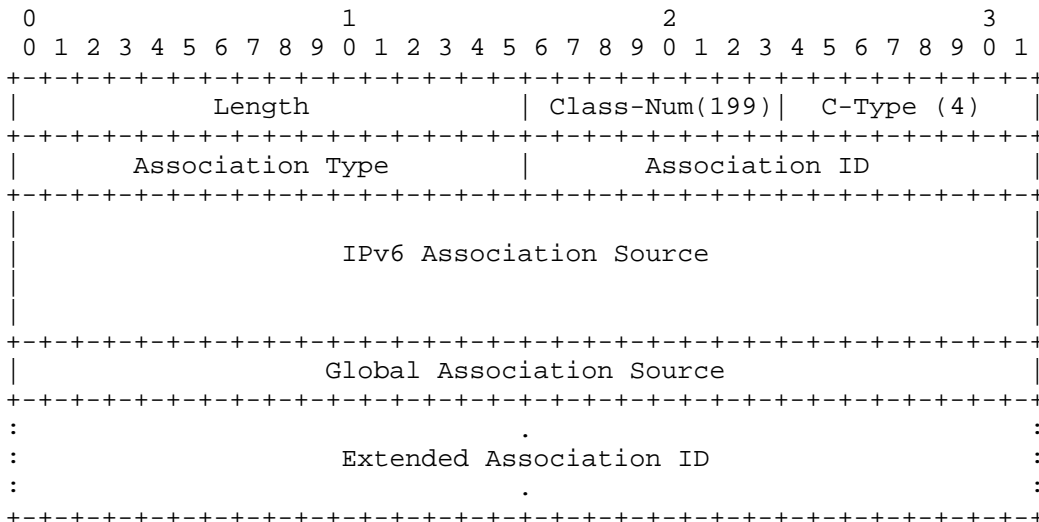 0                   1                   2                   3
0 1 2 3 4 5 6 7 8 9 0 1 2 3 4 5 6 7 8 9 0 1 2 3 4 5 6 7 8 9 0 1
+-+-+-+-+-+-+-+-+-+-+-+-+-+-+-+-+-+-+-+-+-+-+-+-+-+-+-+-+-+-+-+-+
|            Length             | Class-Num(199)|  C-Type (4)   |
+-+-+-+-+-+-+-+-+-+-+-+-+-+-+-+-+-+-+-+-+-+-+-+-+-+-+-+-+-+-+-+-+
|       Association Type        |       Association ID          |
+-+-+-+-+-+-+-+-+-+-+-+-+-+-+-+-+-+-+-+-+-+-+-+-+-+-+-+-+-+-+-+-+
|                                                               |
|                    IPv6 Association Source                    |
|                                                               |
|                                                               |
+-+-+-+-+-+-+-+-+-+-+-+-+-+-+-+-+-+-+-+-+-+-+-+-+-+-+-+-+-+-+-+-+
|                   Global Association Source                   |
+-+-+-+-+-+-+-+-+-+-+-+-+-+-+-+-+-+-+-+-+-+-+-+-+-+-+-+-+-+-+-+-+
:                               .                               :
:                    Extended Association ID                    :
:                               .                               :
+-+-+-+-+-+-+-+-+-+-+-+-+-+-+-+-+-+-+-+-+-+-+-+-+-+-+-+-+-+-+-+-+